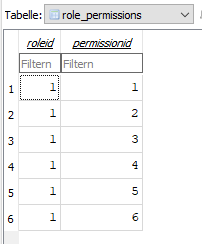 Tabelle: role_permissions
roleid permissionid
Filtern Filtern
1 1 1
2 1 2
3 1 3
4 1 4
5 1 5
6 1 6